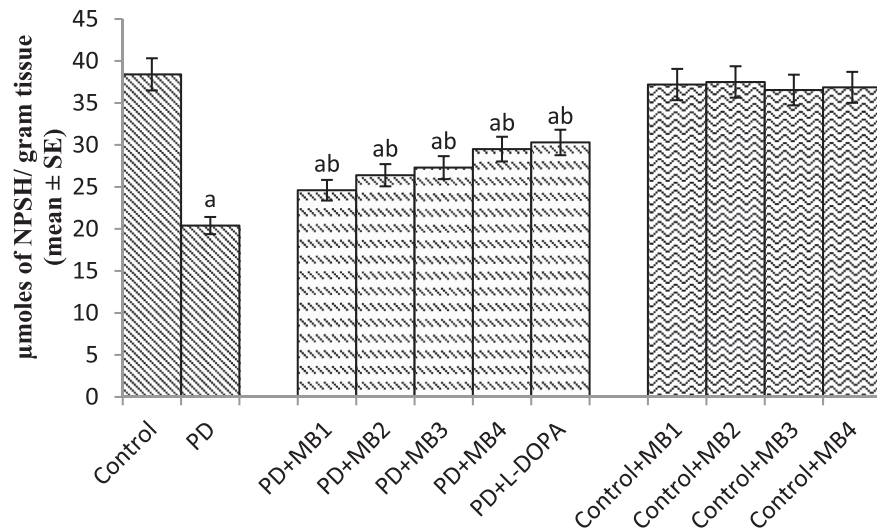 µmoles of NPSH/ gram tissue
(mean ± SE)
45
40
35
30
25
20
15
10
5
0
a
ab
ab
ab
ab
ab
Control
PD
PD+MB1
PD+MB2
PD+MB3
PD+MB4
PD+L-DOPA
Control+MB1
Control+MB2
Control+MB3
Control+MB4